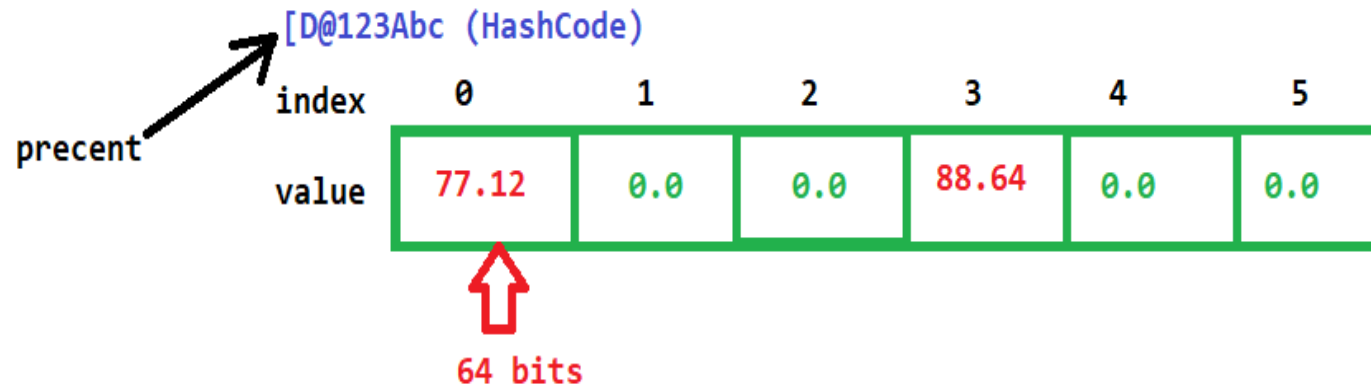 [D@123Abc (HashCode)
index 0 1 2 3 4 5
precent
value 77.12 0.0 0.0 88.64 0.0 0.0
64 bits